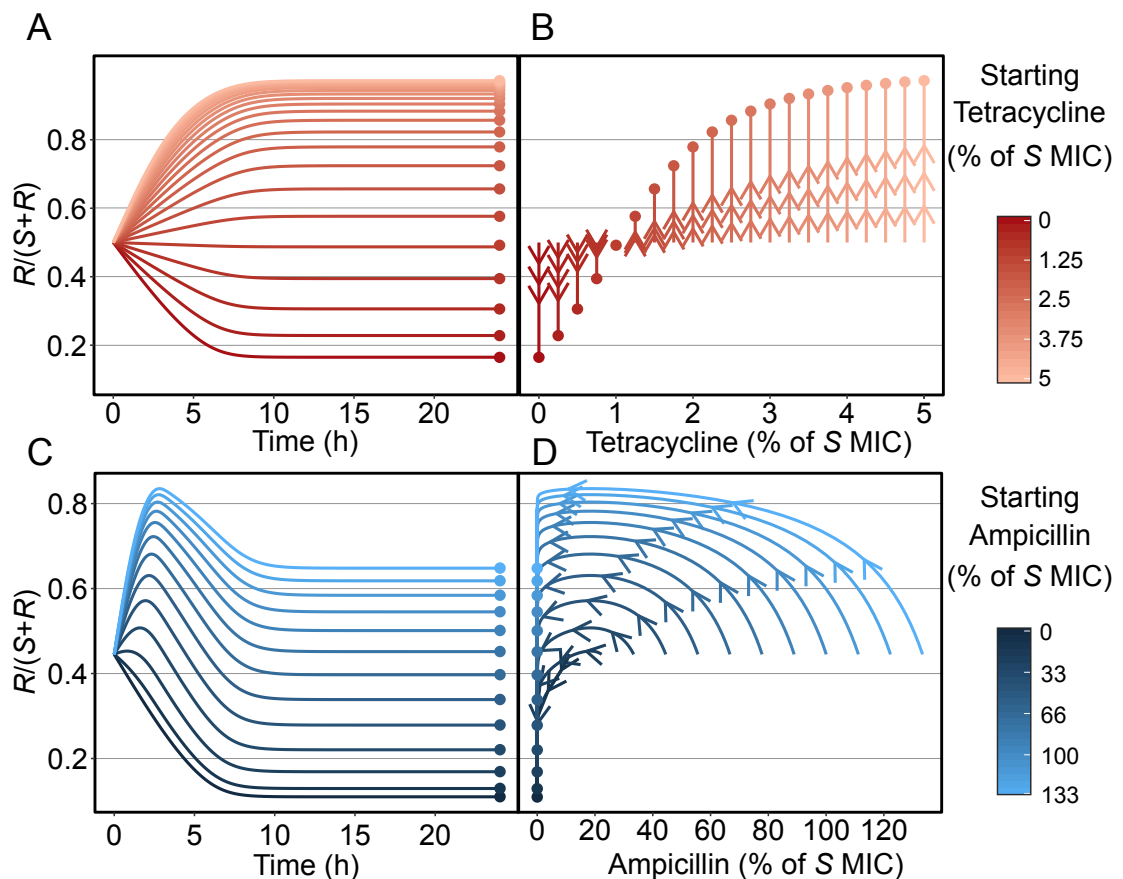 A
B
R/(S+R)
0.8
0.6
0.4
0.2
0 5 10 15 20
Time (h)
0 1 2 3 4 5
Tetracycline (% of S MIC)
Starting
Tetracycline
(% of S MIC)
0
1.25
2.5
3.75
5
C
D
R/(S+R)
0.8
0.6
0.4
0.2
0 5 10 15 20
Time (h)
0 20 40 60 80 100 120
Ampicillin (% of S MIC)
Starting
Ampicillin
(% of S MIC)
0
33
66
100
133